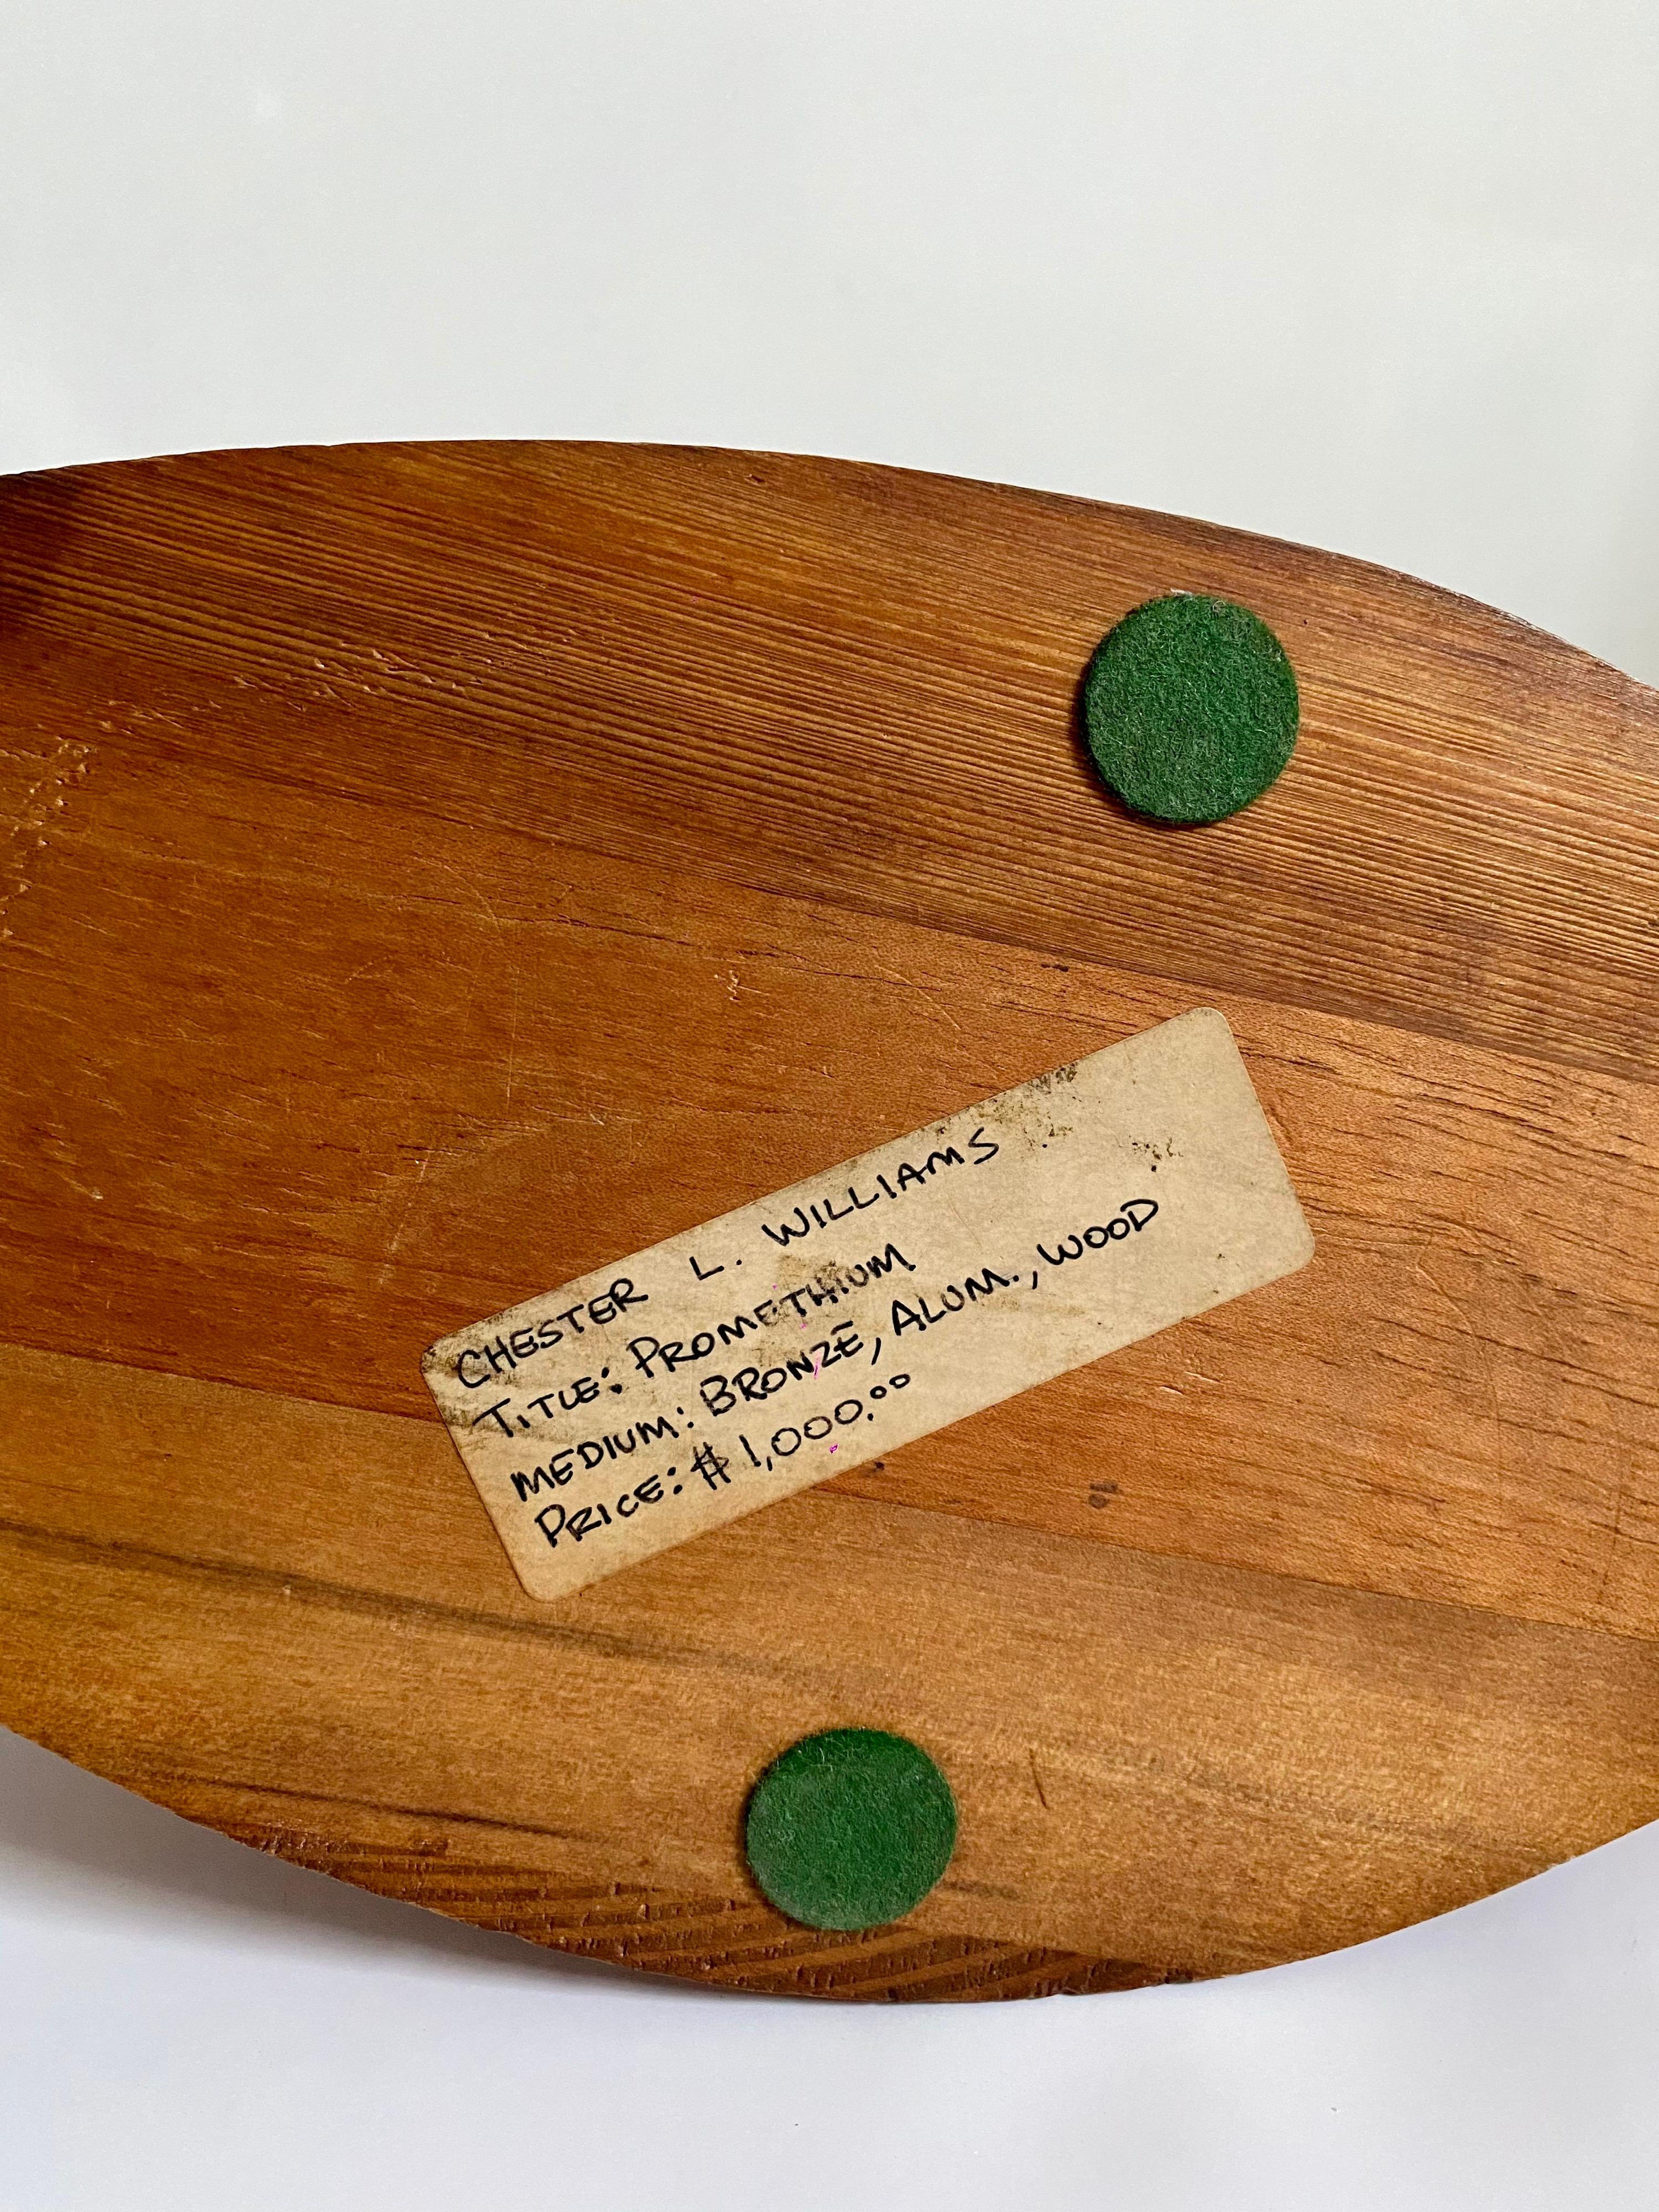 CHESTER L. WILLIAMS
TITLE: PROMETHIUM
MEDIUM: BRONZE, ALUM., WOOD
PRICE: $1,000.00